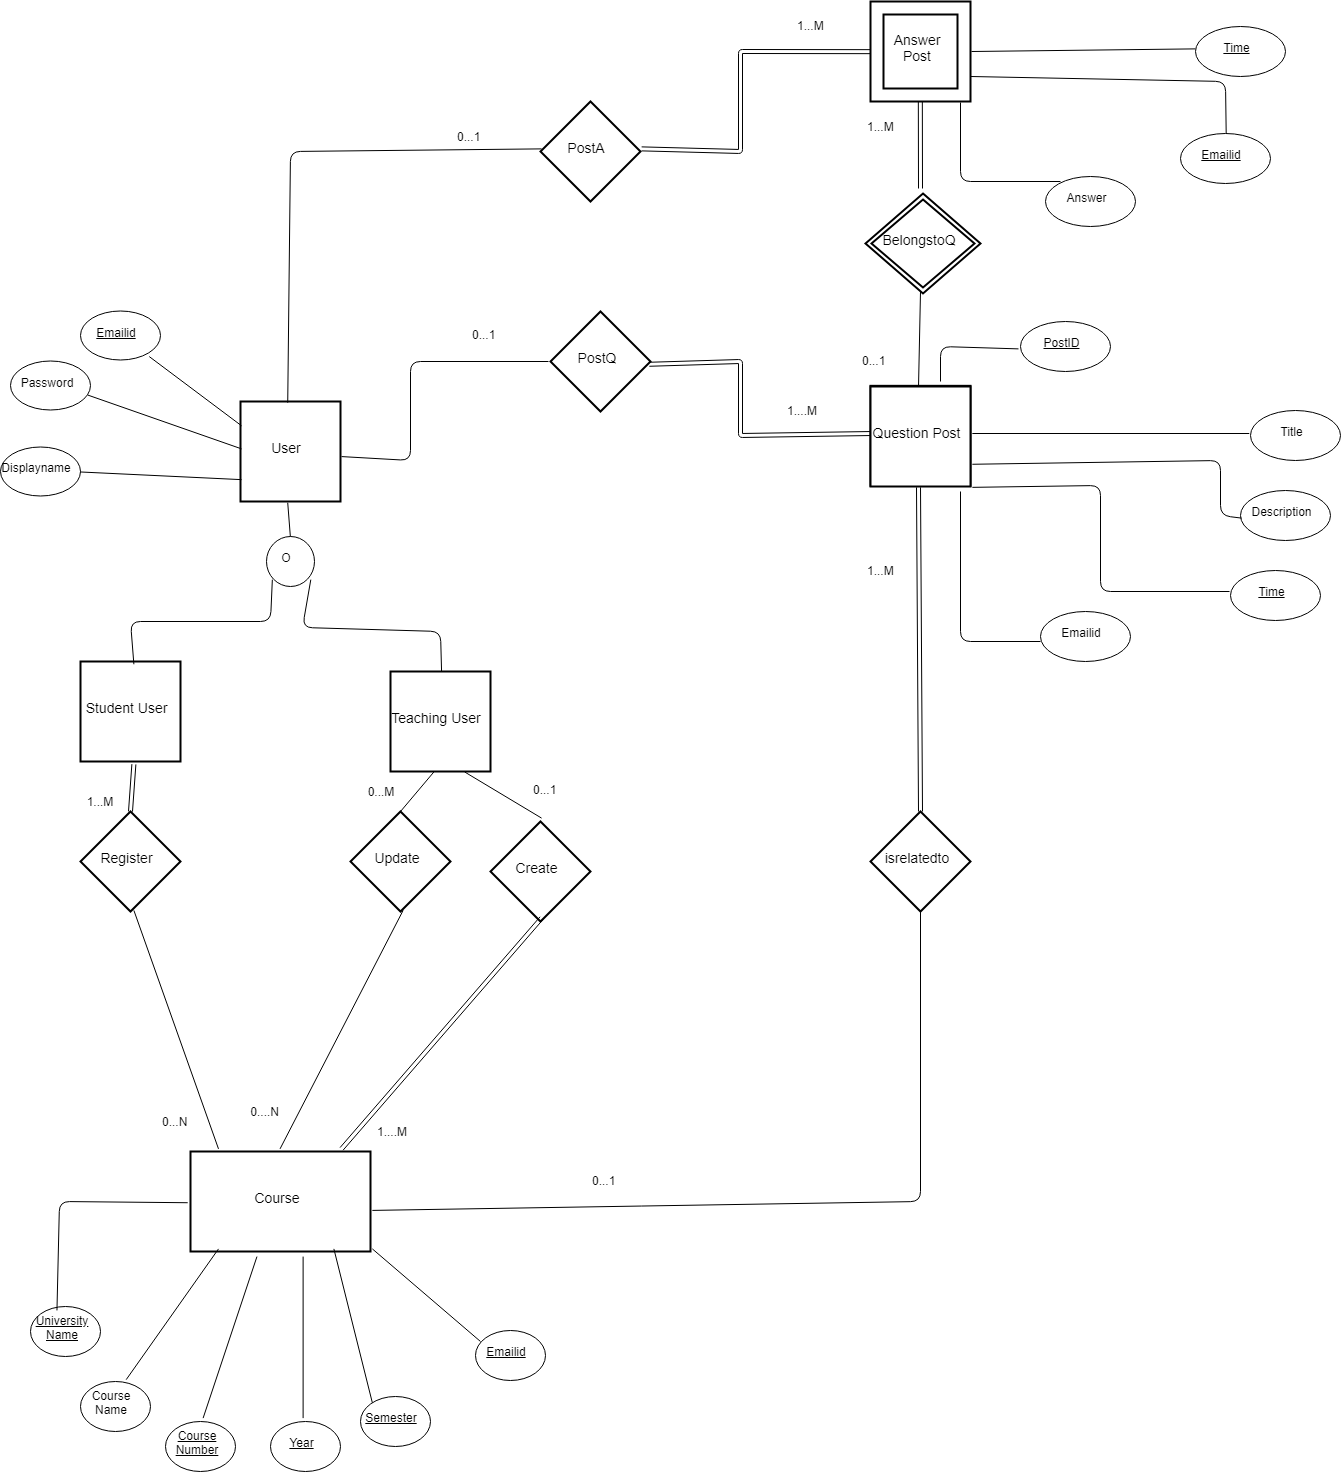 1...M
Answer
Post
Time
1...M
0...1
PostA
Emailid
Answer
BelongstoQ
Emailid
0...1
PostID
PostQ
0...1
Password
1....M
Title
User
Question Post
Displayname
Description
O
1...M
Time
Emailid
Student User
Teaching User
0...M
0...1
1...M
Register
Update
Create
isrelatedto
0...N
0....N
1....M
0...1
Course
University
Name
Emailid
Course
Name
Semester
Course
Number
Year